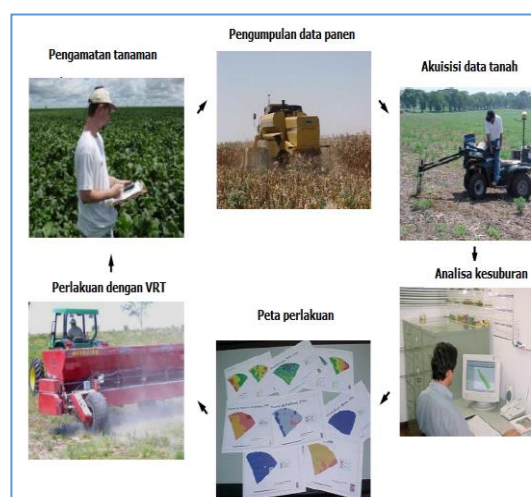 Pengamatan tanaman
Pengumpulan data panen
Akuisisi data tanah
Perlakuan dengan VRT
Peta perlakuan
Analisa kesuburan